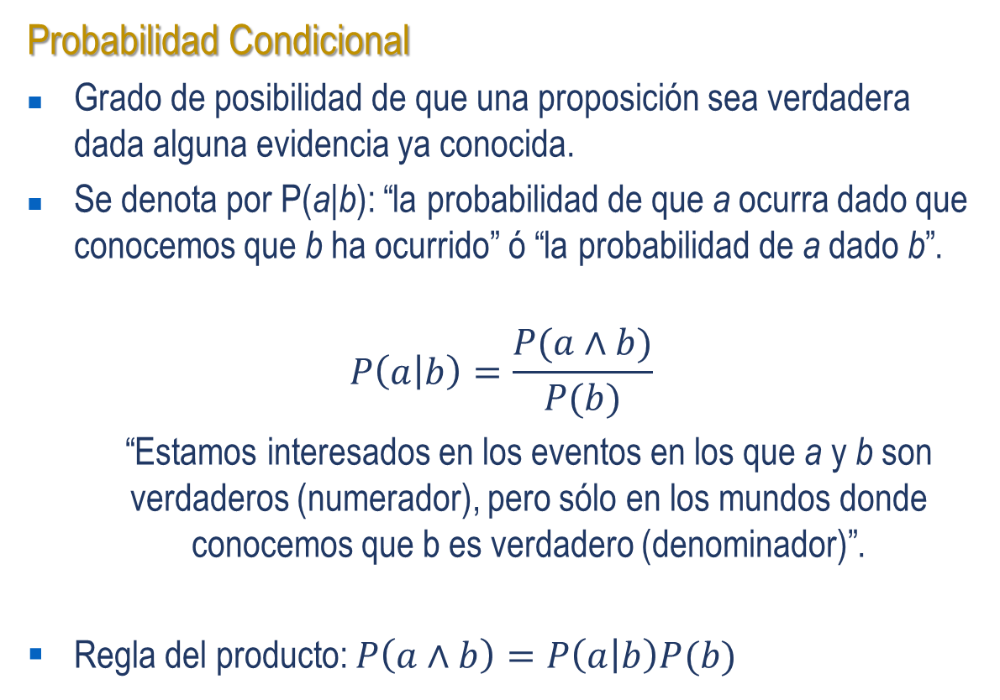 Probabilidad Condicional
▪ Grado de posibilidad de que una proposición sea verdadera
dada alguna evidencia ya conocida.
▪ Se denota por P(a|b): “la probabilidad de que a ocurra dado que
conocemos que b ha ocurrido” ó “la probabilidad de a dado b”.
P(a|b) = P(a ∧ b) / P(b)
“Estamos interesados en los eventos en los que a y b son
verdaderos (numerador), pero sólo en los mundos donde
conocemos que b es verdadero (denominador)”.
▪ Regla del producto: P(a ∧ b) = P(a|b)P(b)